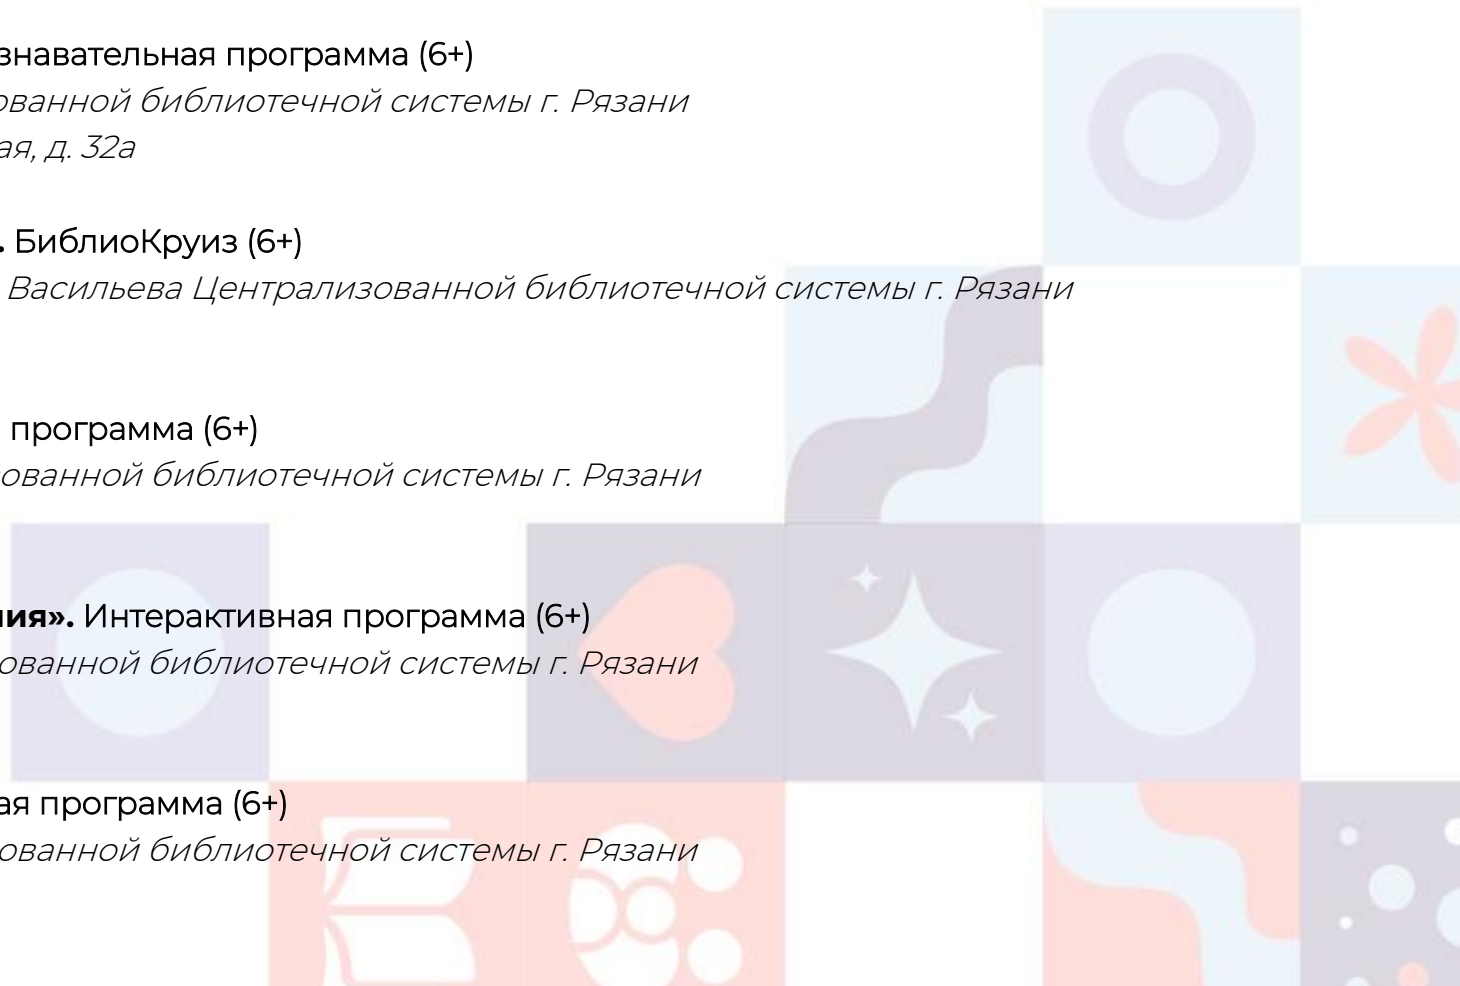 знавательная программа (6+)
ованной библиотечной системы г. Рязани
ая, д. 32а
. БиблиоКруиз (6+)
Васильева Централизованной библиотечной системы г. Рязани
программа (6+)
ованной библиотечной системы г. Рязани
ия». Интерактивная программа (6+)
ованной библиотечной системы г. Рязани
ая программа (6+)
ованной библиотечной системы г. Рязани